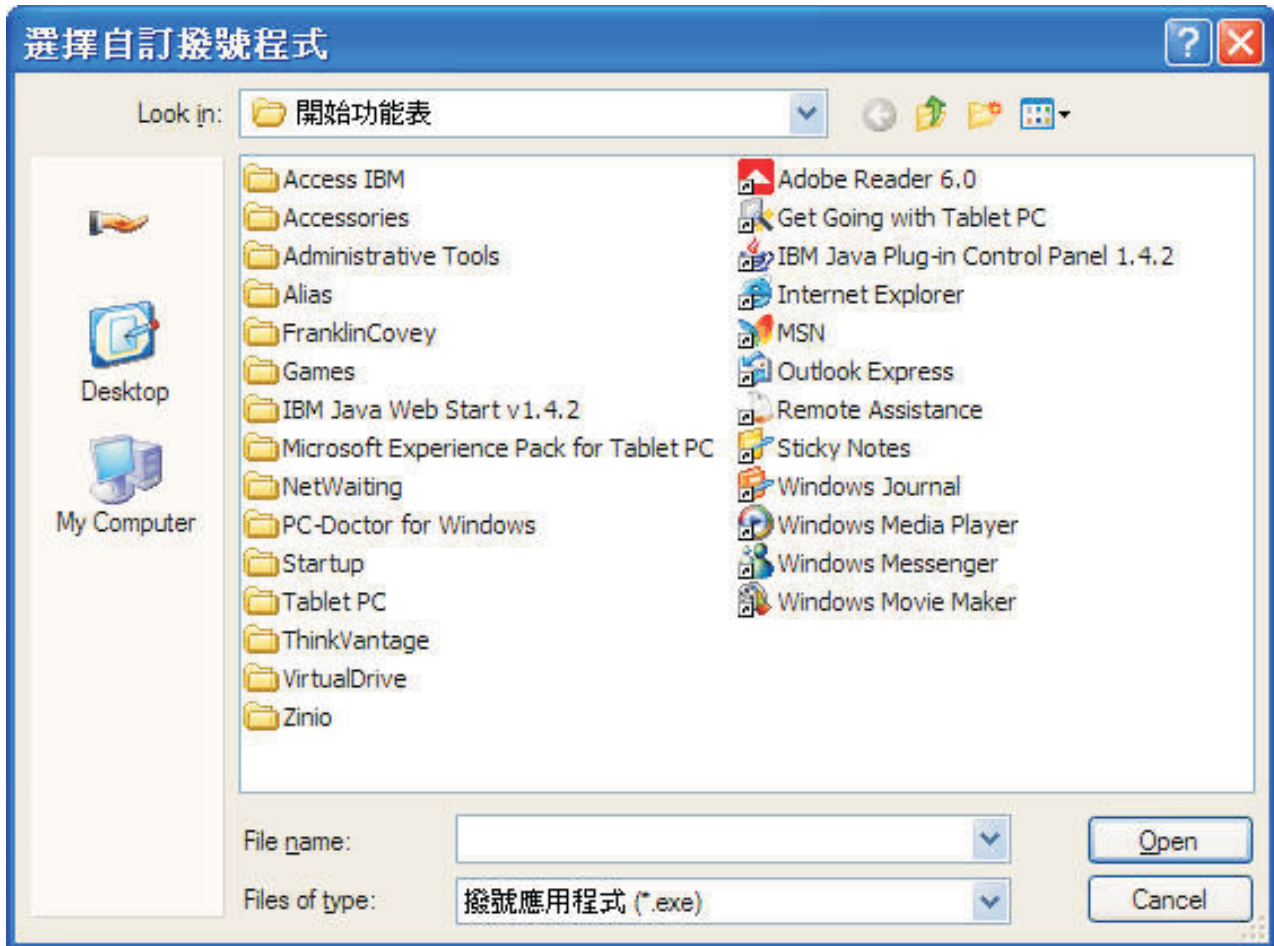 選擇自訂撥號程式
Look in: 開始功能表
Desktop
My Computer
Access IBM
Accessories
Administrative Tools
Alias
FranklinCovey
Games
IBM Java Web Start v1.4.2
Microsoft Experience Pack for Tablet PC
NetWaiting
PC-Doctor for Windows
Startup
Tablet PC
ThinkVantage
VirtualDrive
Zinio
Adobe Reader 6.0
Get Going with Tablet PC
IBM Java Plug-in Control Panel 1.4.2
Internet Explorer
MSN
Outlook Express
Remote Assistance
Sticky Notes
Windows Journal
Windows Media Player
Windows Messenger
Windows Movie Maker
File name:
Open
Files of type: 撥號應用程式 (*.exe)
Cancel